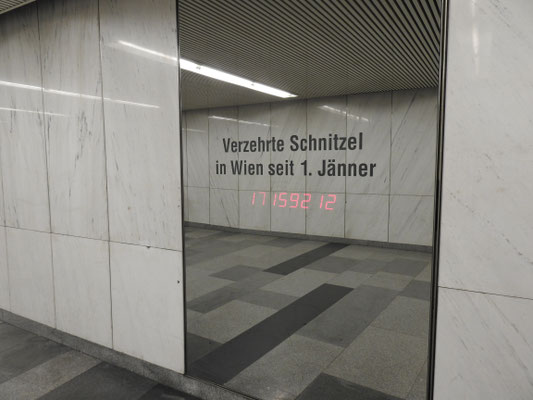 Verzehrte Schnitzel
in Wien seit 1. Jänner
17159212